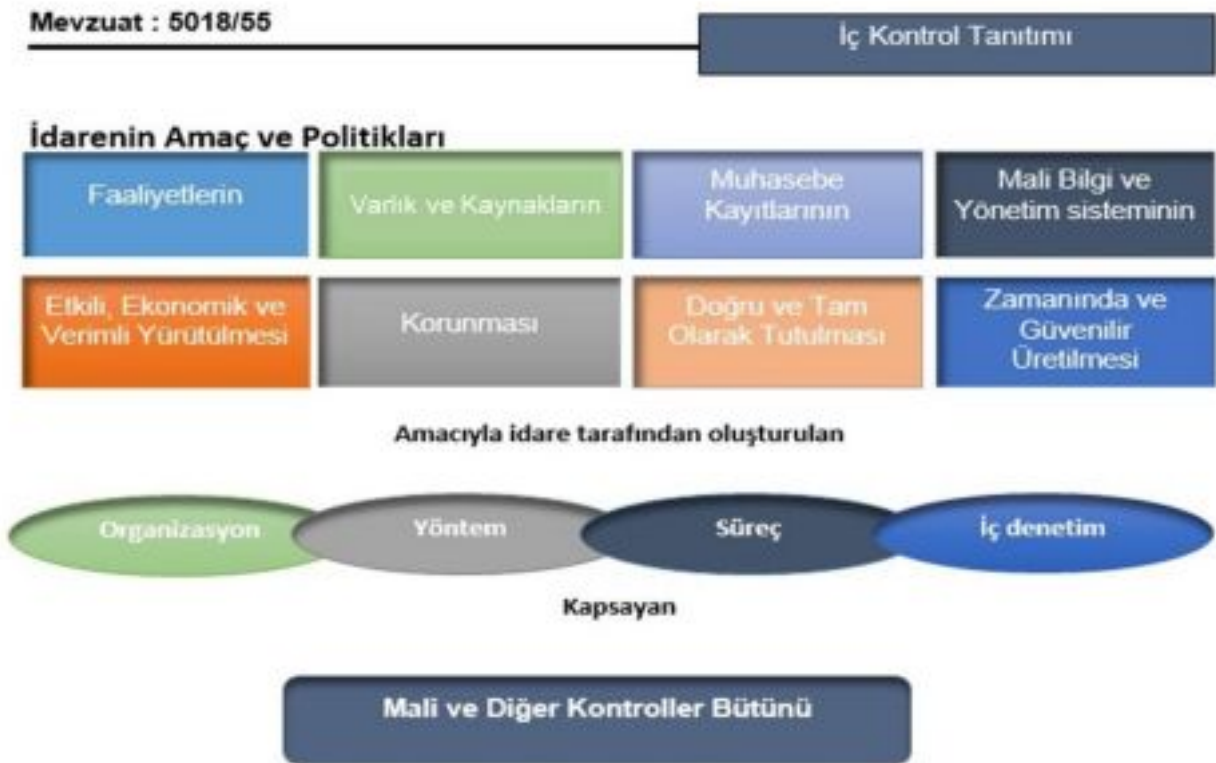 Mevzuat : 5018/55
İç Kontrol Tanıtımı
İdarenin Amaç ve Politikları
Faaliyetlerin
Varlık ve Kaynakların
Muhasebe
Kayıtlarının
Mali Bilgi ve
Yönetim sisteminin
Etkili, Ekonomik ve
Verimli Yürütülmesi
Korunması
Doğru ve Tam
Olarak Tutulması
Zamanında ve
Güvenilir
Üretilmesi
Amacıyla idare tarafından oluşturulan
Organizasyon
Yöntem
Süreç
İç denetim
Kapsayan
Mali ve Diğer Kontroller Bütünü